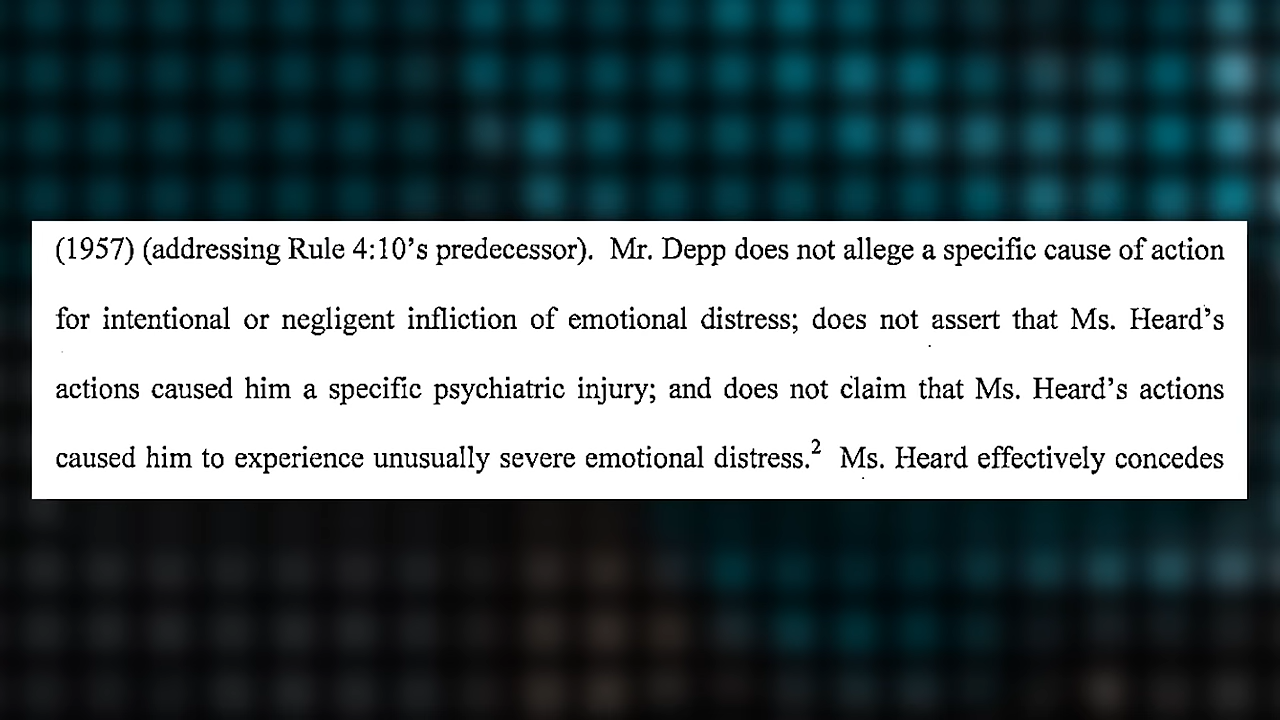 (1957) (addressing Rule 4:10’s predecessor).  Mr. Depp does not allege a specific cause of action
for intentional or negligent infliction of emotional distress; does not assert that Ms. Heard’s
actions caused him a specific psychiatric injury; and does not claim that Ms. Heard’s actions
caused him to experience unusually severe emotional distress.²  Ms. Heard effectively concedes